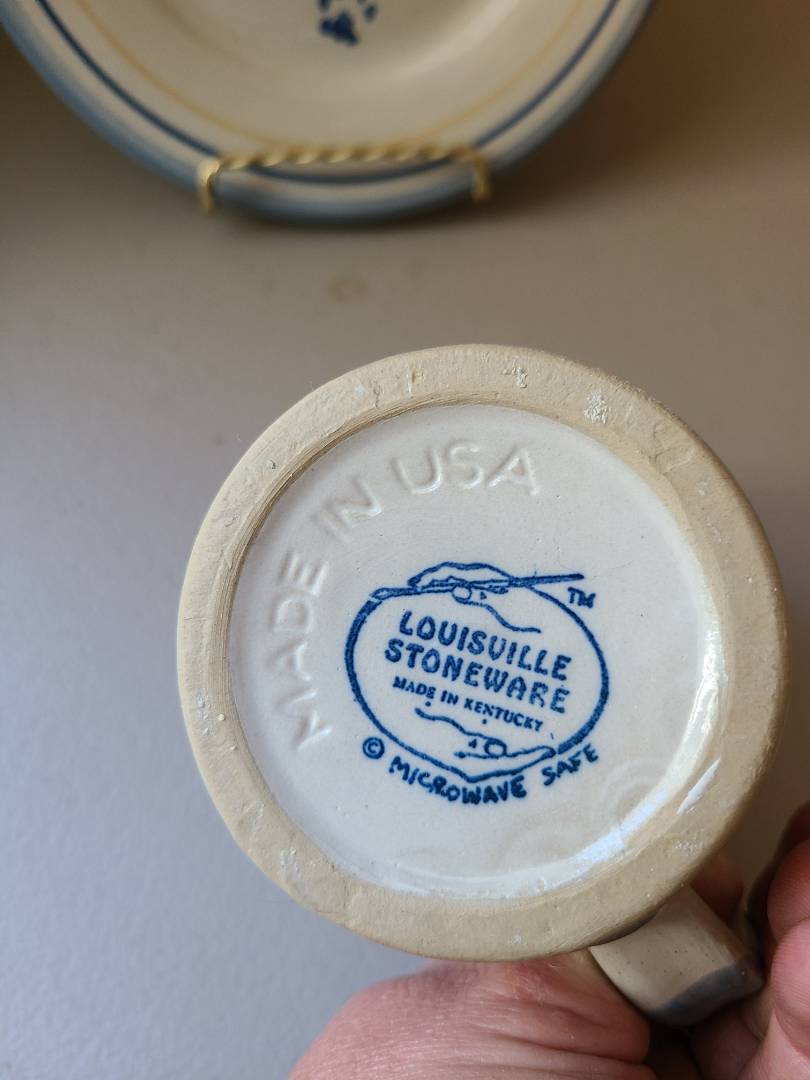 MADE IN USA
TM
LOUISVILLE
STONEWARE
MADE IN KENTUCKY
© MICROWAVE SAFE